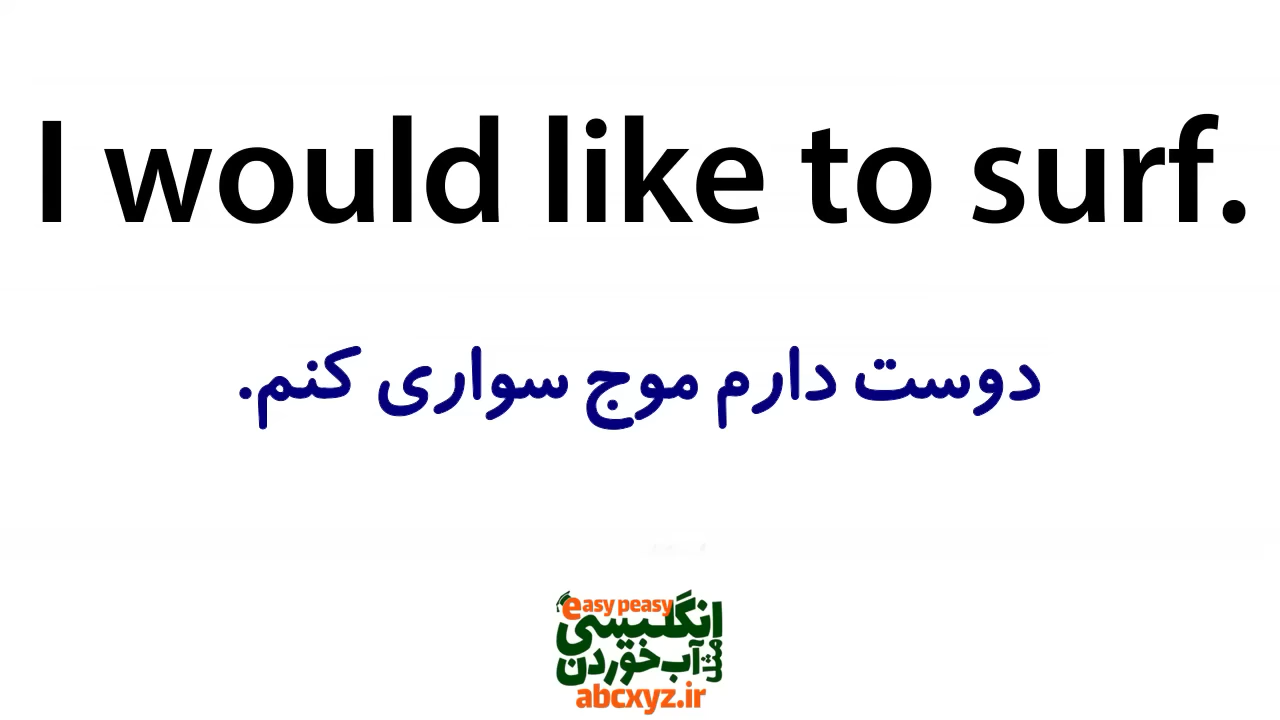 I would like to surf.
دوست دارم موج سواری کنم.
easy peasy
انگلیسی
مثل آب خوردن
abcxyz.ir